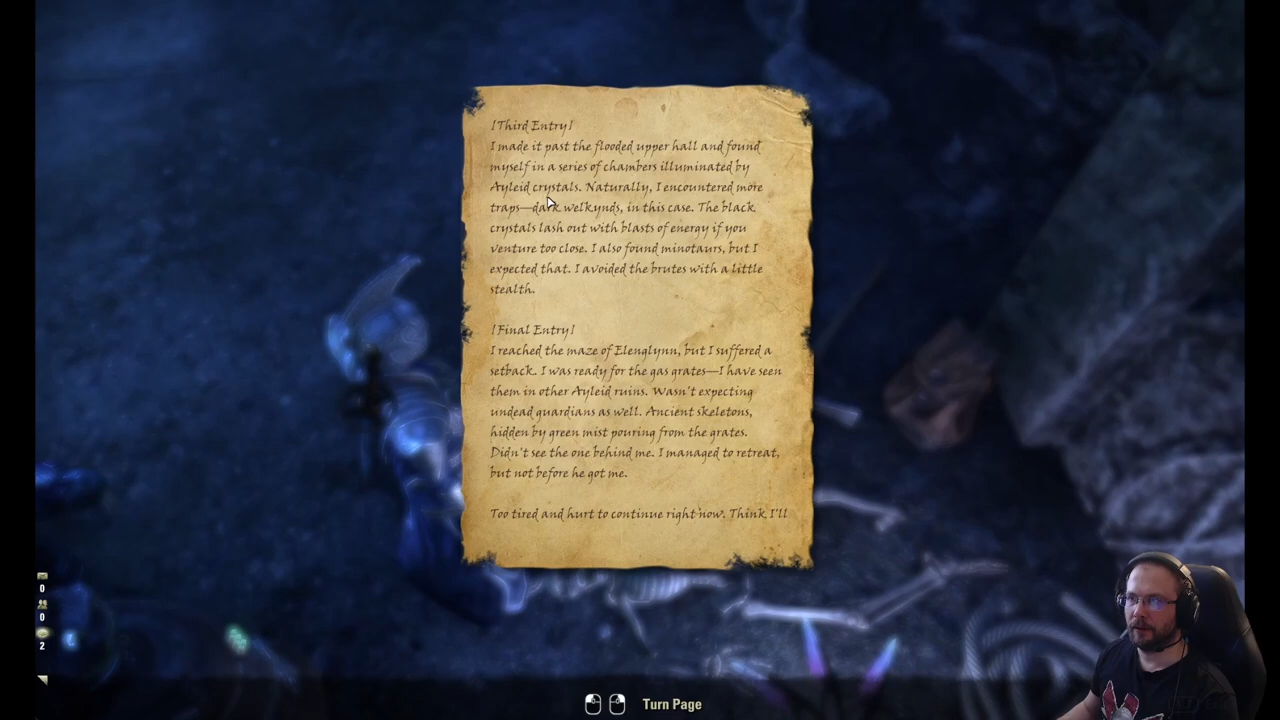 [Third Entry]
I made it past the flooded upper hall and found
myself in a series of chambers illuminated by
Ayleid crystals. Naturally, I encountered more
traps—dark welkynds, in this case. The black
crystals lash out with blasts of energy if you
venture too close. I also found minotaurs, but I
expected that. I avoided the brutes with a little
stealth.
[Final Entry]
I reached the maze of Elenglynn, but I suffered a
setback. I was ready for the gas grates—I have seen
them in other Ayleid ruins. Wasn't expecting
undead guardians as well. Ancient skeletons,
hidden by green mist pouring from the grates.
Didn't see the one behind me. I managed to retreat,
but not before he got me.
Too tired and hurt to continue right now. Think I'll
0
0
2
Turn Page